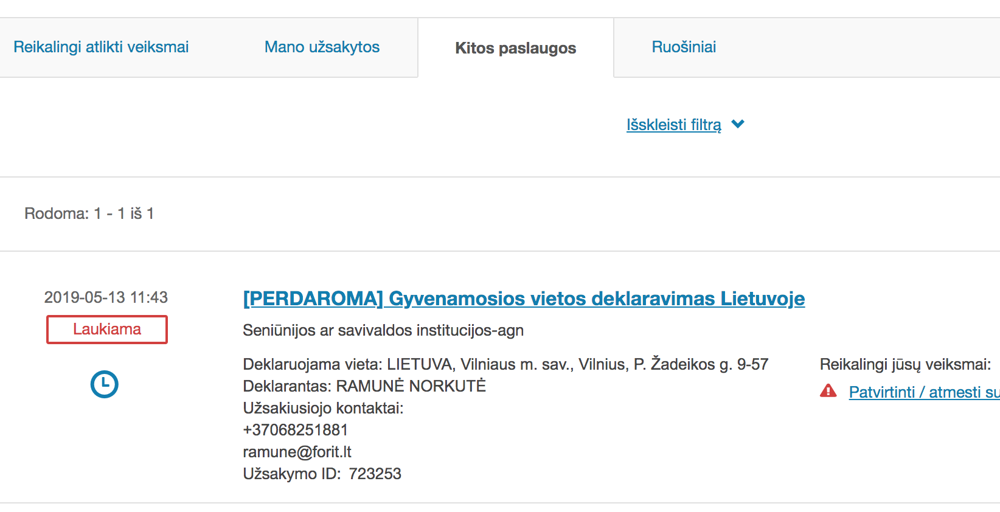 Reikalingi atlikti veiksmai
Mano užsakytos
Kitos paslaugos
Ruošiniai
Išskleisti filtrą
Rodoma: 1 - 1 iš 1
2019-05-13 11:43
Laukiama
[PERDAROMA] Gyvenamosios vietos deklaravimas Lietuvoje
Seniūnijos ar savivaldos institucijos-agn
Deklaruojama vieta: LIETUVA, Vilniaus m. sav., Vilnius, P. Žadeikos g. 9-57
Deklarantas: RAMUNĖ NORKUTĖ
Užsakiusiojo kontaktai:
+37068251881
ramune@forit.lt
Užsakymo ID: 723253
Reikalingi jūsų veiksmai:
Patvirtinti / atmesti su